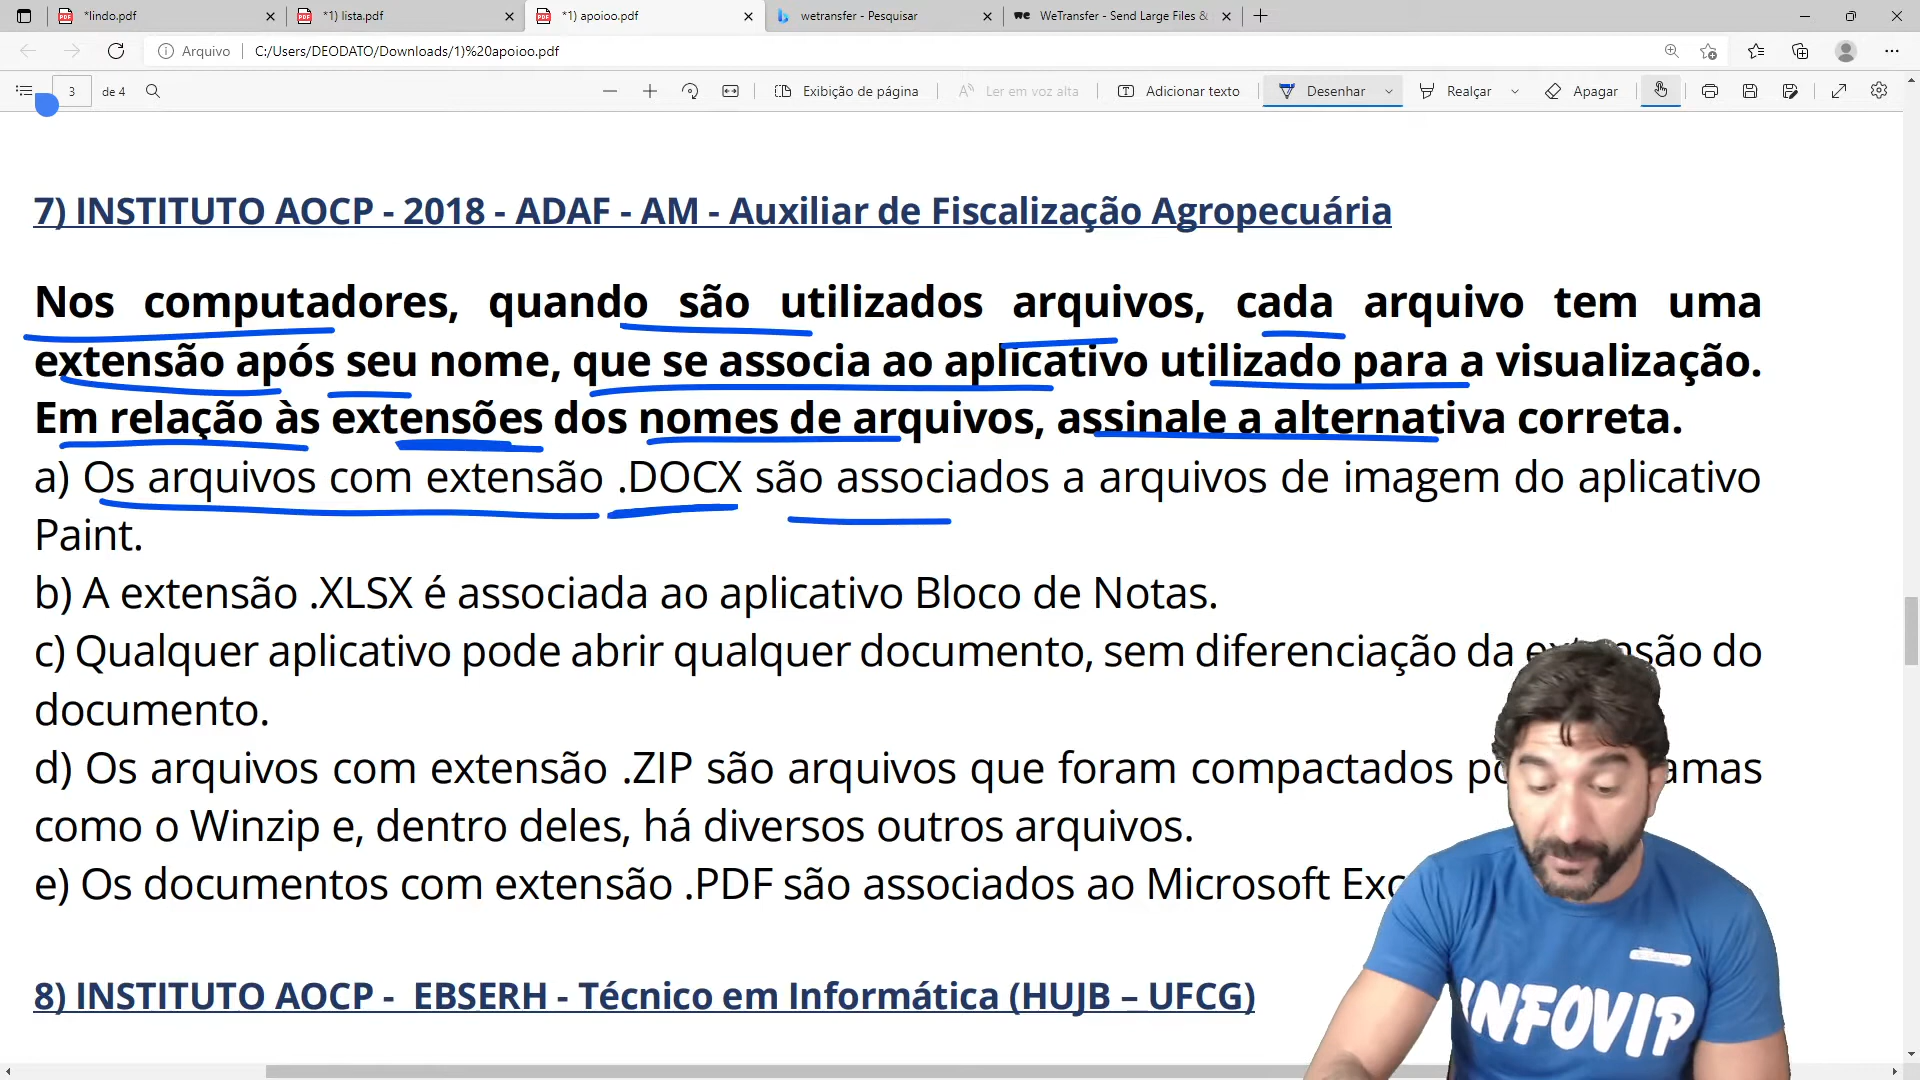 *lindo.pdf
*1) lista.pdf
*1) apoioo.pdf
wetransfer - Pesquisar
WeTransfer - Send Large Files &
Arquivo C:/Users/DEODATO/Downloads/1)%20apoioo.pdf
3 de 4
Exibição de página
Ler em voz alta
Adicionar texto
Desenhar
Realçar
Apagar
7) INSTITUTO AOCP - 2018 - ADAF - AM - Auxiliar de Fiscalização Agropecuária
Nos computadores, quando são utilizados arquivos, cada arquivo tem uma
extensão após seu nome, que se associa ao aplicativo utilizado para a visualização.
Em relação às extensões dos nomes de arquivos, assinale a alternativa correta.
a) Os arquivos com extensão .DOCX são associados a arquivos de imagem do aplicativo
Paint.
b) A extensão .XLSX é associada ao aplicativo Bloco de Notas.
c) Qualquer aplicativo pode abrir qualquer documento, sem diferenciação da extensão do
documento.
d) Os arquivos com extensão .ZIP são arquivos que foram compactados
como o Winzip e, dentro deles, há diversos outros arquivos.
e) Os documentos com extensão .PDF são associados ao Microsoft
8) INSTITUTO AOCP - EBSERH - Técnico em Informática (HUJB – UFCG)
INFOVIP